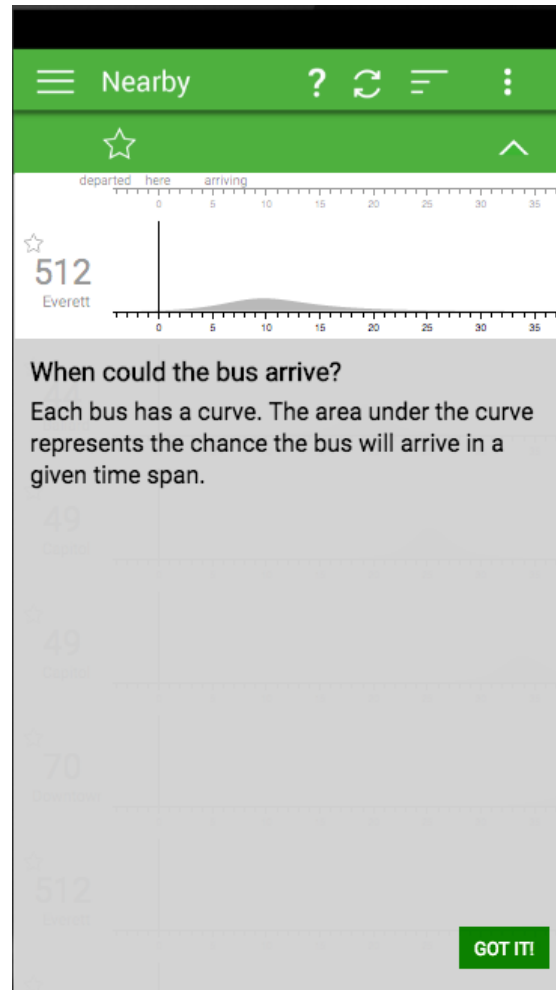 Nearby ?
departed here arriving
0 5 10 15 20 25 30 35
512
Everett
0 5 10 15 20 25 30 35
When could the bus arrive?
Each bus has a curve. The area under the curve
represents the chance the bus will arrive in a
given time span.
49
49
70
512
Everett
GOT IT!